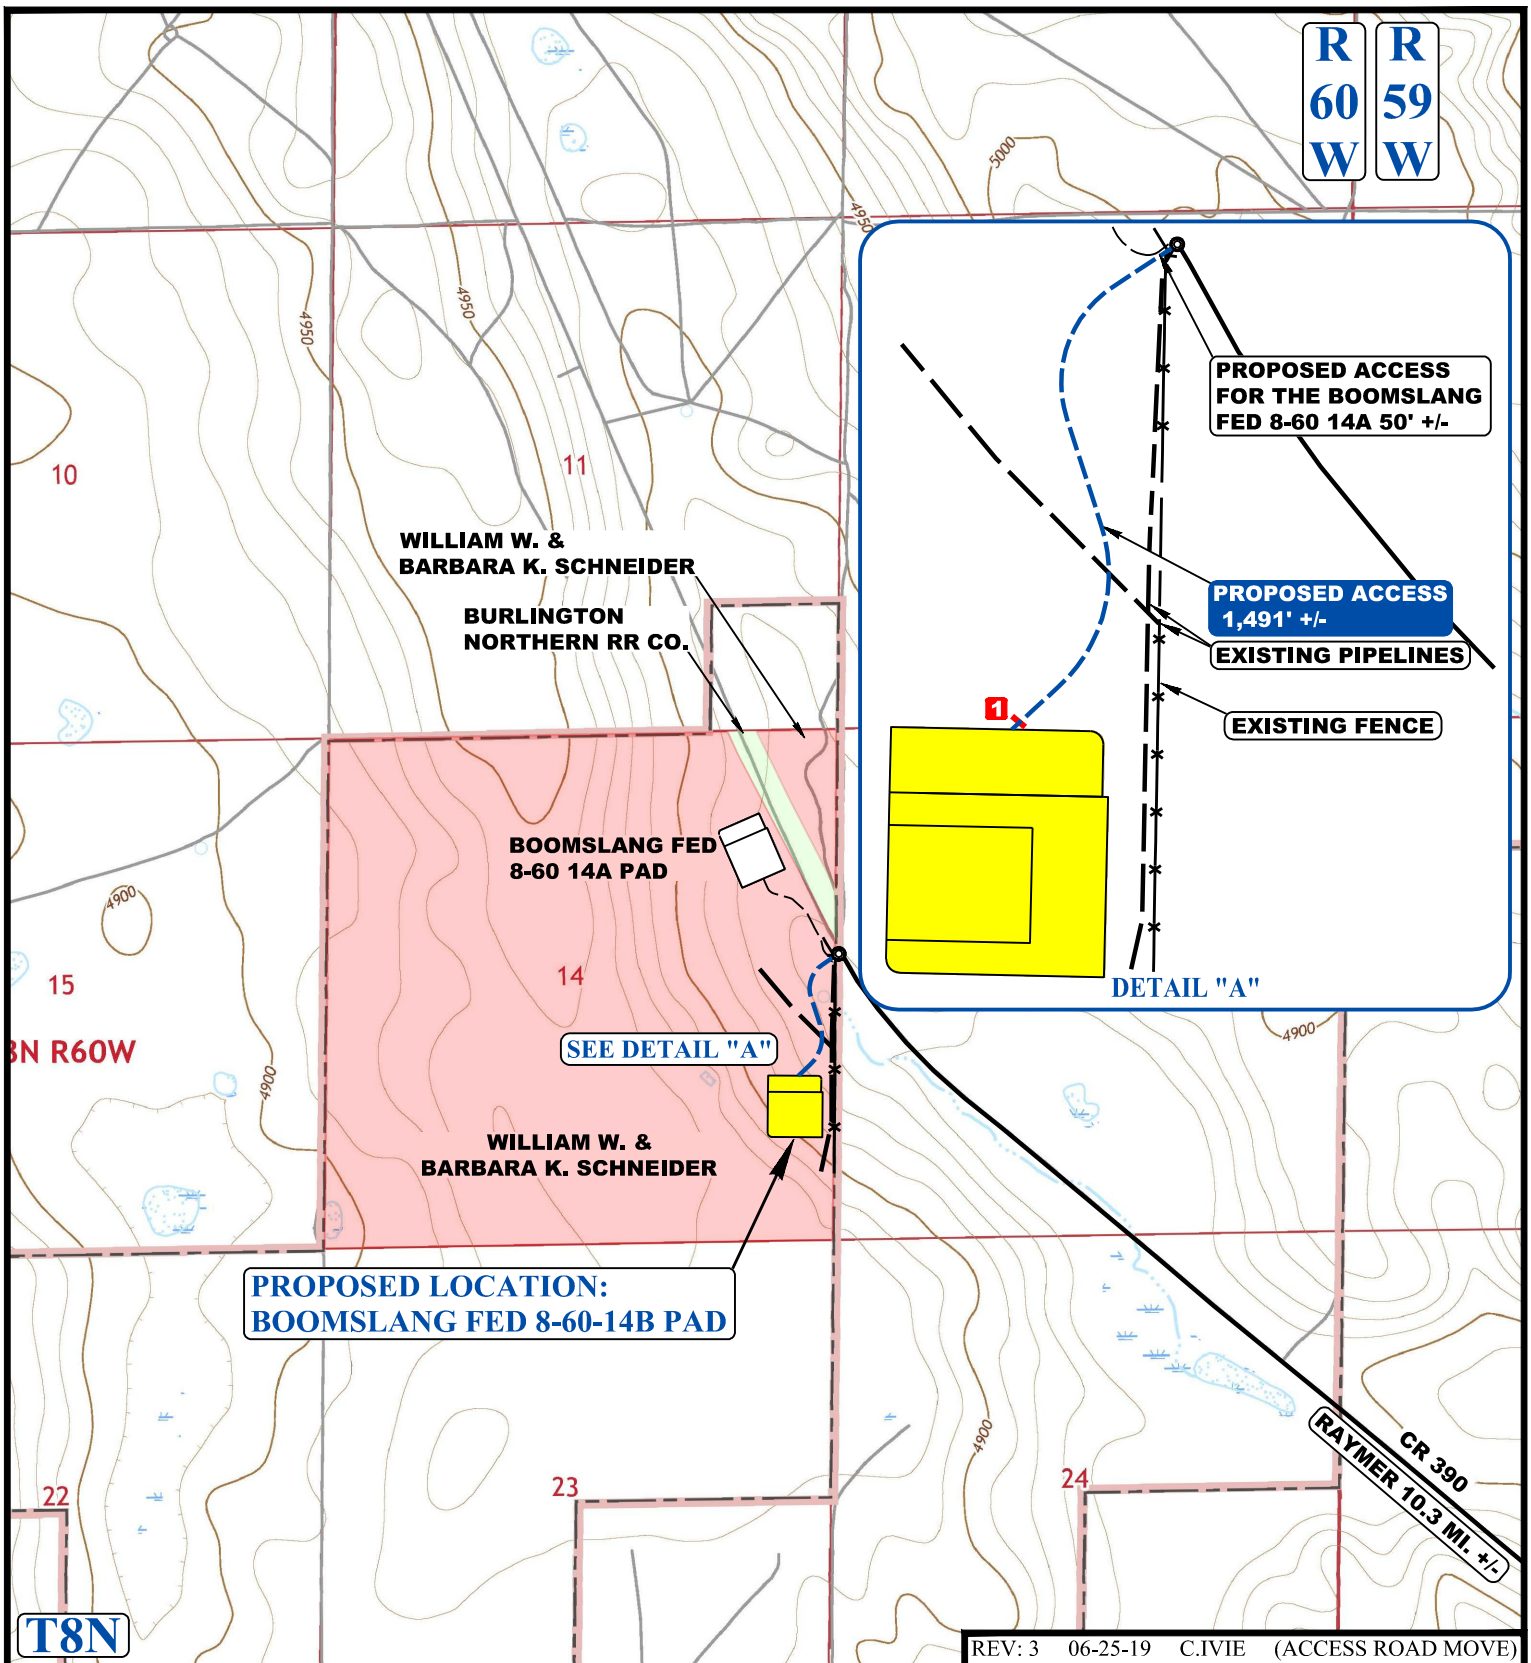 R
60
W
R
59
W
5000
4950
4950
4950
10
11
PROPOSED ACCESS
FOR THE BOOMSLANG
FED 8-60 14A 50' +/-
WILLIAM W. &
BARBARA K. SCHNEIDER
BURLINGTON
NORTHERN RR CO.
PROPOSED ACCESS
1,491' +/-
EXISTING PIPELINES
1
EXISTING FENCE
BOOMSLANG FED
8-60 14A PAD
4900
15
14
DETAIL "A"
8N R60W
SEE DETAIL "A"
4900
4900
WILLIAM W. &
BARBARA K. SCHNEIDER
PROPOSED LOCATION:
BOOMSLANG FED 8-60-14B PAD
4900
CR 390
RAYMER 10.3 MI. +/-
22
23
24
T8N
REV: 3 06-25-19 C.IVIE (ACCESS ROAD MOVE)